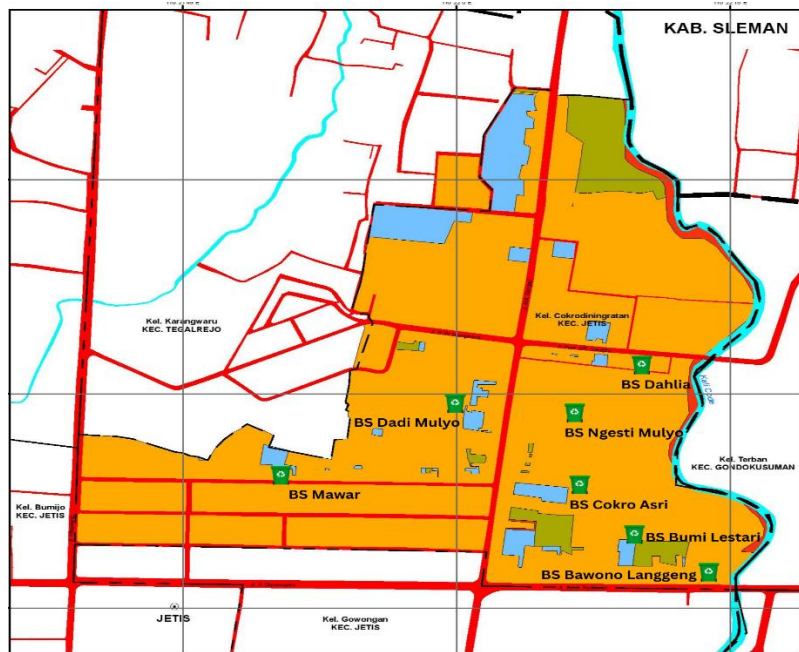 KAB. SLEMAN
Kel. Karangwaru
KEC. TEGALREJO
Kel. Cokrodiningratan
KEC. JETIS
BS Dahlia
Kali Code
BS Dadi Mulyo
BS Ngesti Mulyo
Kel. Terban
KEC. GONDOKUSUMAN
BS Mawar
BS Cokro Asri
Kel. Bumijo
KEC. JETIS
BS Bumi Lestari
BS Bawono Langgeng
JETIS
Kel. Gowongan
KEC. JETIS